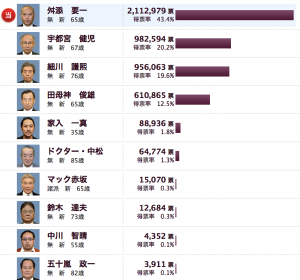 当
舛添 要一
無 新 65歳
2,112,979 票
得票率 43.4%
宇都宮 健児
無 新 67歳
982,594 票
得票率 20.2%
細川 護熙
無 新 76歳
956,063 票
得票率 19.6%
田母神 俊雄
無 新 65歳
610,865 票
得票率 12.5%
家入 一真
無 新 35歳
88,936 票
得票率 1.8%
ドクター・中松
無 新 85歳
64,774 票
得票率 1.3%
マック赤坂
諸派 新 65歳
15,070 票
得票率 0.3%
鈴木 達夫
無 新 73歳
12,684 票
得票率 0.3%
中川 智晴
無 新 55歳
4,352 票
得票率 0.1%
五十嵐 政一
無 新 82歳
3,911 票
得票率 0.1%